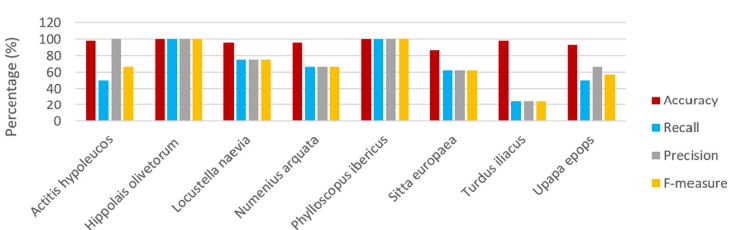 120
100
80
60
40
20
0
Percentage (%)
Actitis hypoleucos
Hippolais olivetorum
Locustella naevia
Numenius arquata
Phylloscopus ibericus
Sitta europaea
Turdus iliacus
Upapa epops
Accuracy
Recall
Precision
F-measure